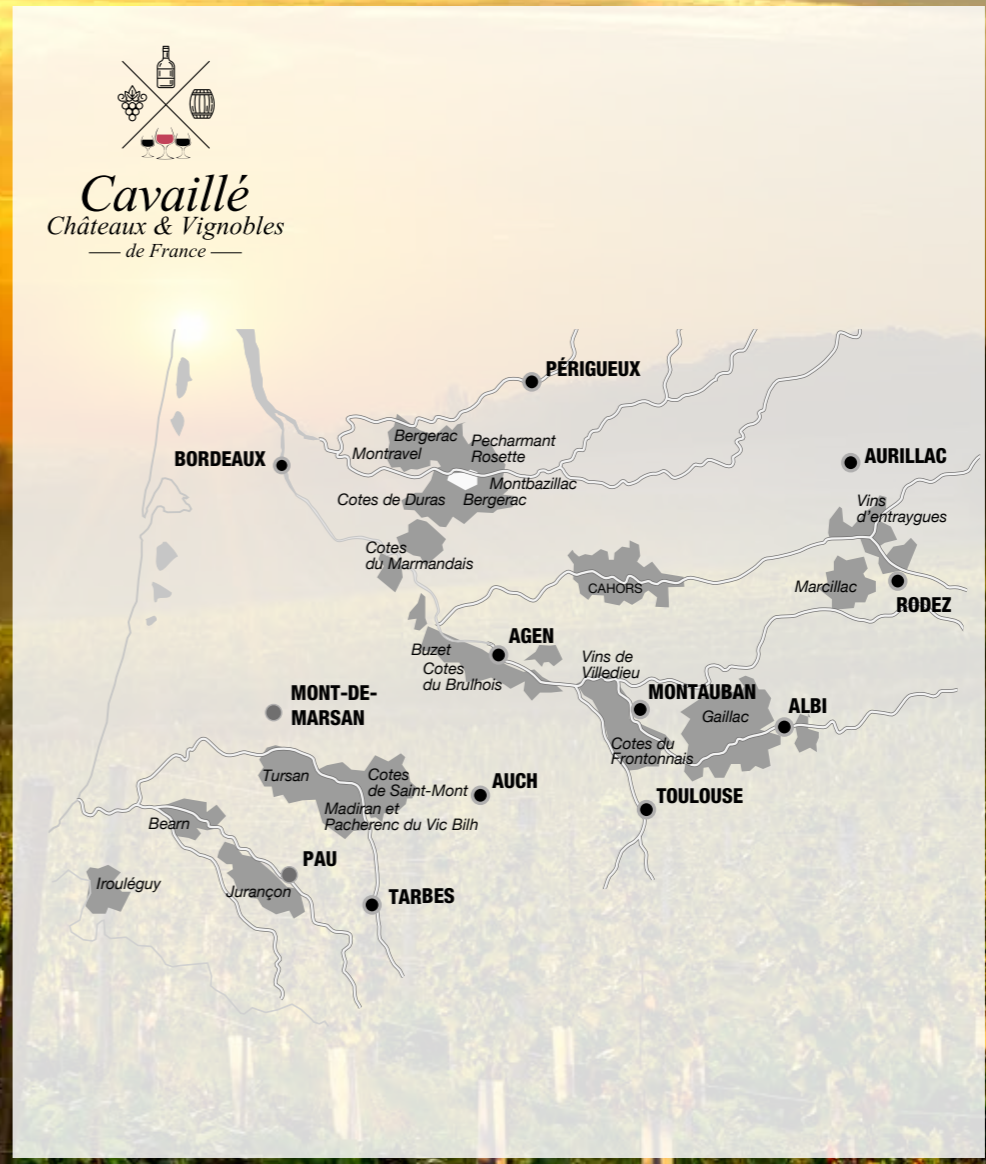 Cavaillé
Châteaux & Vignobles
de France
PÉRIGUEUX
Bergerac
Pecharmant
Rosette
Montravel
BORDEAUX
AURILLAC
Montbazillac
Cotes de Duras
Bergerac
Vins
d'entraygues
Cotes
du Marmandais
CAHORS
Marcillac
RODEZ
AGEN
Buzet
Cotes
du Brulhois
Vins de
Villedieu
MONT-DE-
MARSAN
MONTAUBAN
Gaillac
ALBI
Cotes du
Frontonnais
Tursan
Cotes
de Saint-Mont
AUCH
TOULOUSE
Madiran et
Pacherenc du Vic Bilh
Bearn
PAU
Irouléguy
Jurançon
TARBES